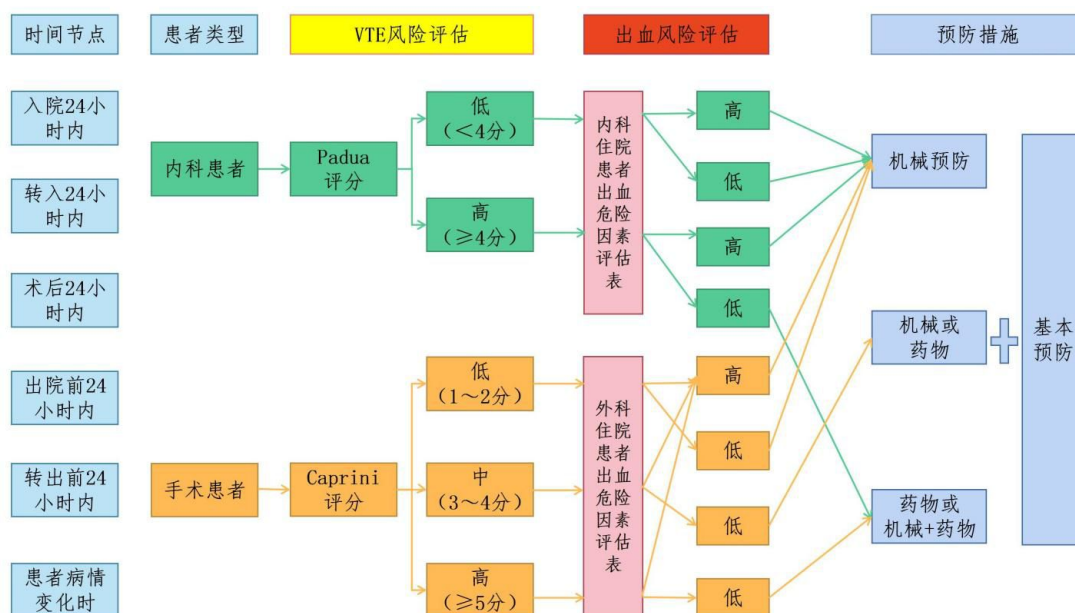 时间节点
患者类型
VTE风险评估
出血风险评估
预防措施
入院24小
时内
转入24小时
内
术后24小
时内
出院前24
小时内
转出前24
小时内
患者病情
变化时
内科患者
Padua
评分
低
（<4分）
高
（≥4分）
内科
住院
患者
出血
危险
因素
评估
表
高
低
高
低
手术患者
Caprini
评分
低
（1～2分）
中
（3～4分）
高
（≥5分）
外科
住院
患者
出血
危险
因素
评估
表
高
低
低
低
机械预防
机械或
药物
药物或
机械+药物
基本
预防